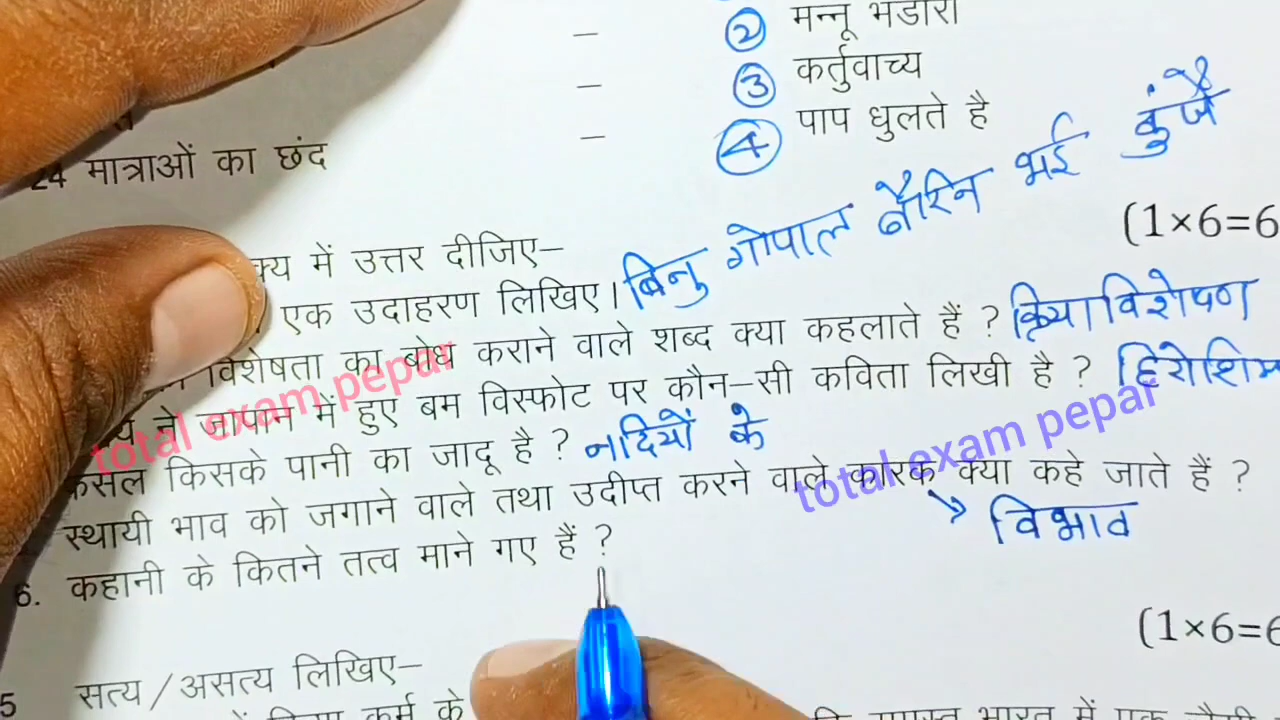 ② मन्नू भंडारी
– ③ कर्तृवाच्य
– ④ पाप धुलते है
24 मात्राओं का छंद –
(1×6=6
में उत्तर दीजिए–
एक उदाहरण लिखिए। बिनु गोपाल बैरिन भई कुंजैं
विशेषता का बोध कराने वाले शब्द क्या कहलाते हैं ? क्रियाविशेषण
ने जापान में हुए बम विस्फोट पर कौन–सी कविता लिखी है ? हिरोशिमा
फसल किसके पानी का जादू है ? नदियों के
स्थायी भाव को जगाने वाले तथा उदीप्त करने वाले कारक क्या कहे जाते हैं ?
विभाव
6. कहानी के कितने तत्व माने गए हैं ?
total exam pepar
total exam pepar
(1×6=6
5 सत्य / असत्य लिखिए–